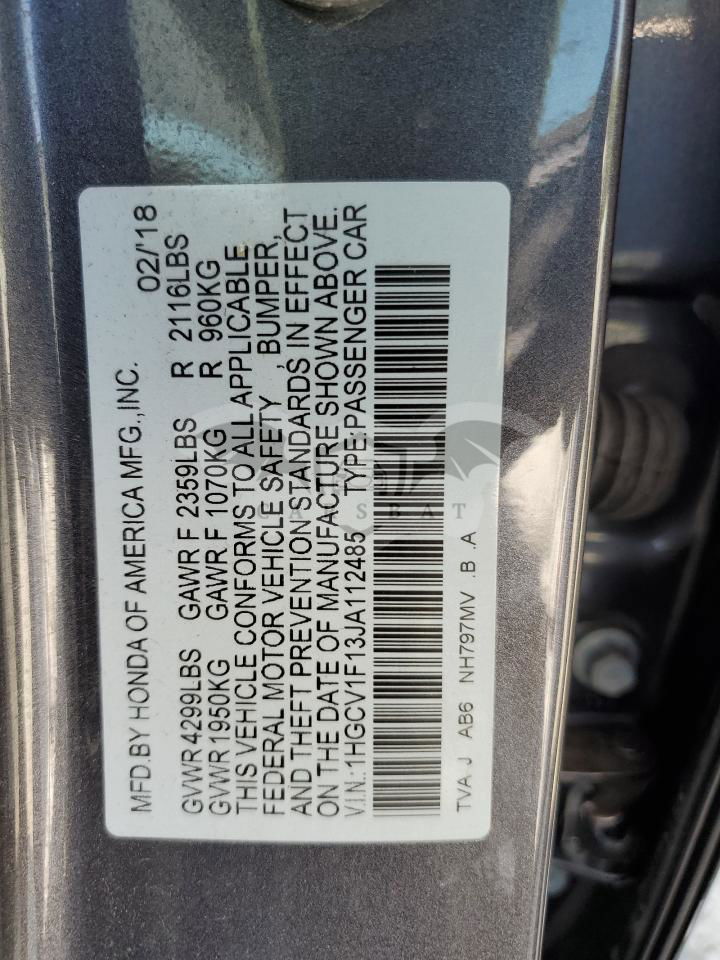 MFD.BY HONDA OF AMERICA MFG.,INC. 02/'18
GVWR 4299LBS GAWR F 2359LBS R 2116LBS
GVWR 1950KG GAWR F 1070KG R 960KG
THIS VEHICLE CONFORMS TO ALL APPLICABLE
FEDERAL MOTOR VEHICLE SAFETY , BUMPER,
AND THEFT PREVENTION STANDARDS IN EFFECT
ON THE DATE OF MANUFACTURE SHOWN ABOVE.
V.I.N.:1HGCV1F13JA112485 TYPE:PASSENGER CAR
TVA J AB6 NH797MV .B .A
CARSBAT